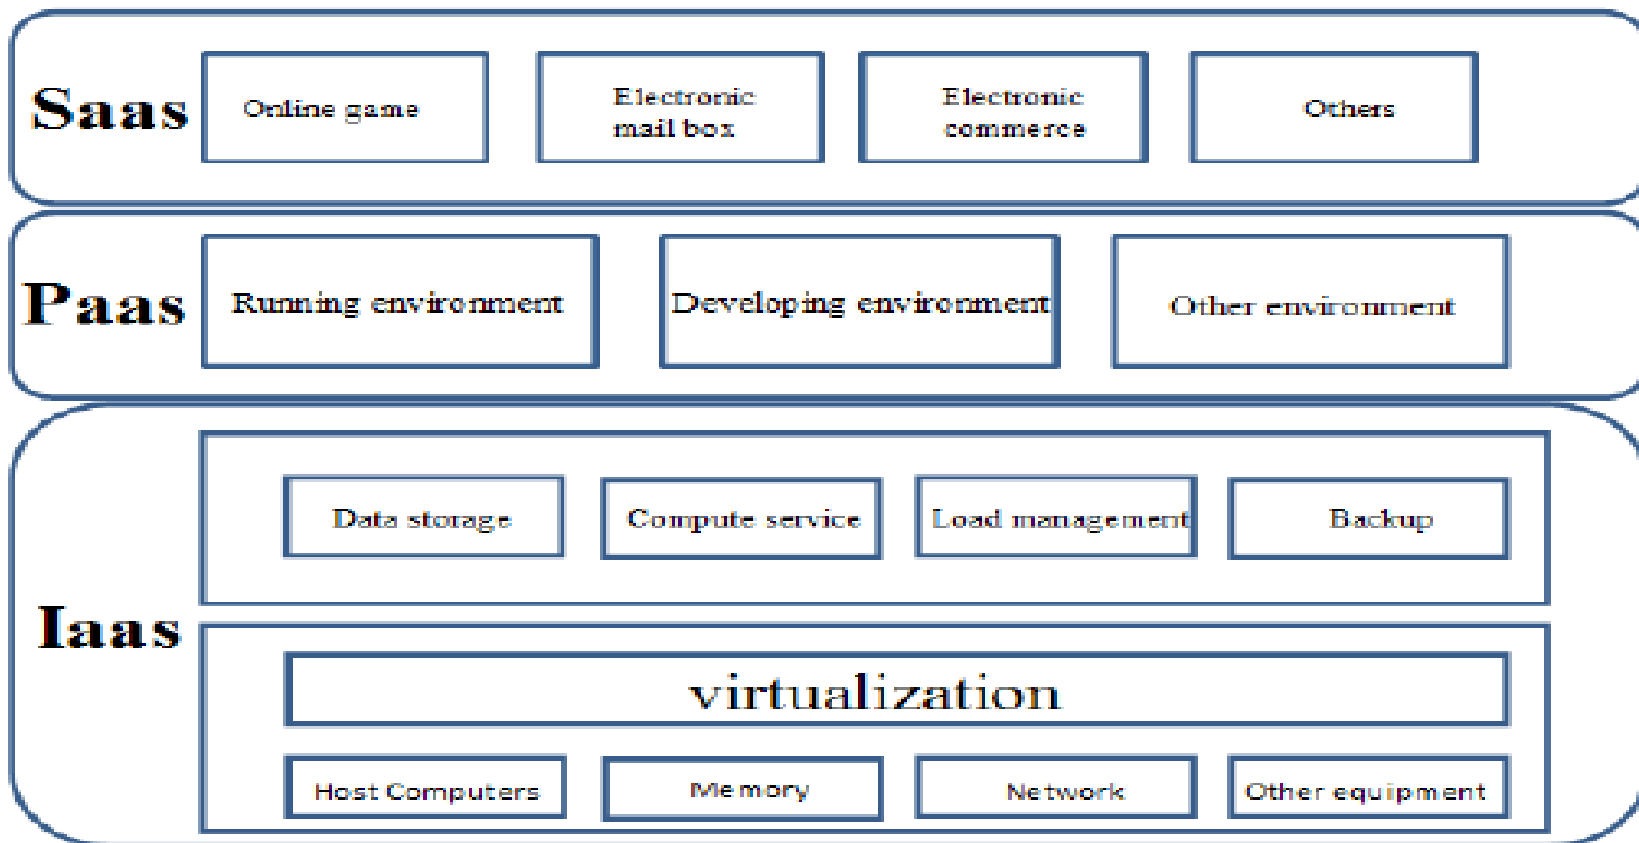 Saas
Online game
Electronic
mail box
Electronic
commerce
Others
Paas
Running environment
Developing environment
Other environment
Iaas
Data storage
Compute service
Load management
Backup
virtualization
Host Computers
Memory
Network
Other equipment